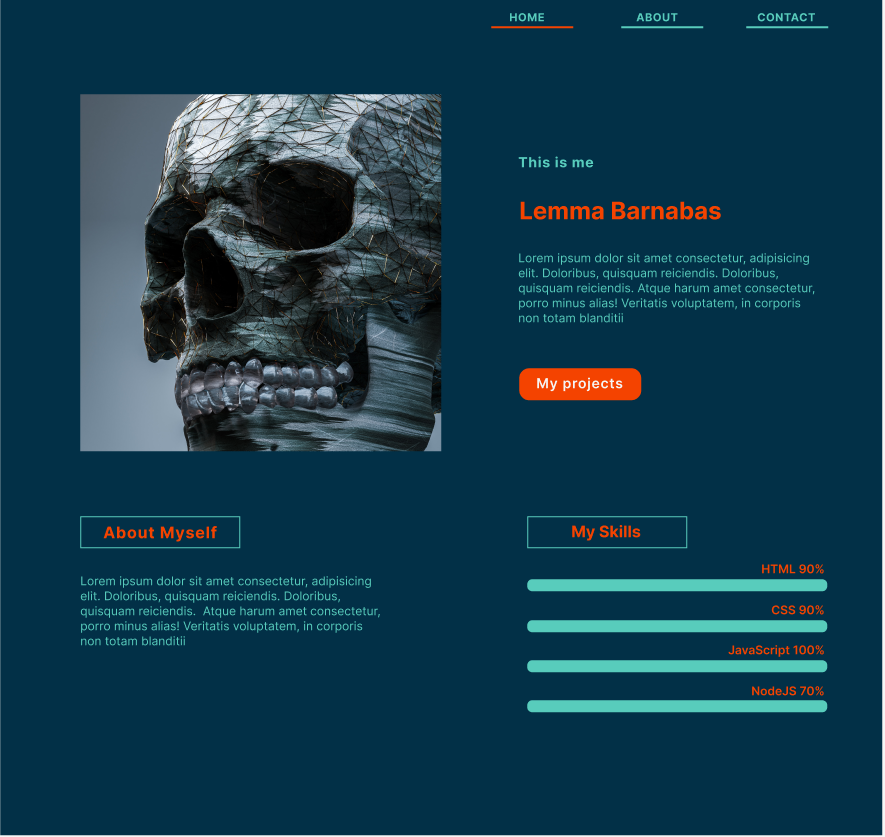 HOME ABOUT CONTACT
This is me
Lemma Barnabas
Lorem ipsum dolor sit amet consectetur, adipisicing
elit. Doloribus, quisquam reiciendis. Doloribus,
quisquam reiciendis. Atque harum amet consectetur,
porro minus alias! Veritatis voluptatem, in corporis
non totam blanditii
My projects
About Myself
Lorem ipsum dolor sit amet consectetur, adipisicing
elit. Doloribus, quisquam reiciendis. Doloribus,
quisquam reiciendis.  Atque harum amet consectetur,
porro minus alias! Veritatis voluptatem, in corporis
non totam blanditii
My Skills
HTML 90%
CSS 90%
JavaScript 100%
NodeJS 70%